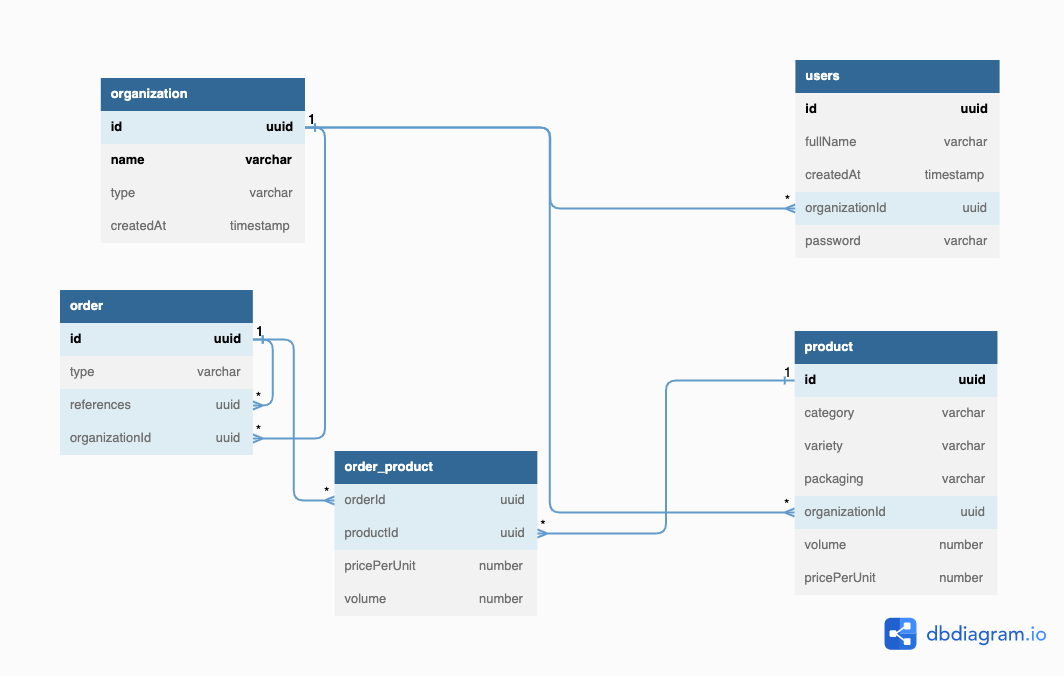 organization
id uuid
name varchar
type varchar
createdAt timestamp
1
users
id uuid
fullName varchar
createdAt timestamp
* organizationId uuid
password varchar
order
id uuid
1
type varchar
references uuid
*
organizationId uuid
*
order_product
* orderId uuid
productId uuid
*
pricePerUnit number
volume number
product
1
id uuid
category varchar
variety varchar
packaging varchar
* organizationId uuid
volume number
pricePerUnit number
dbdiagram.io